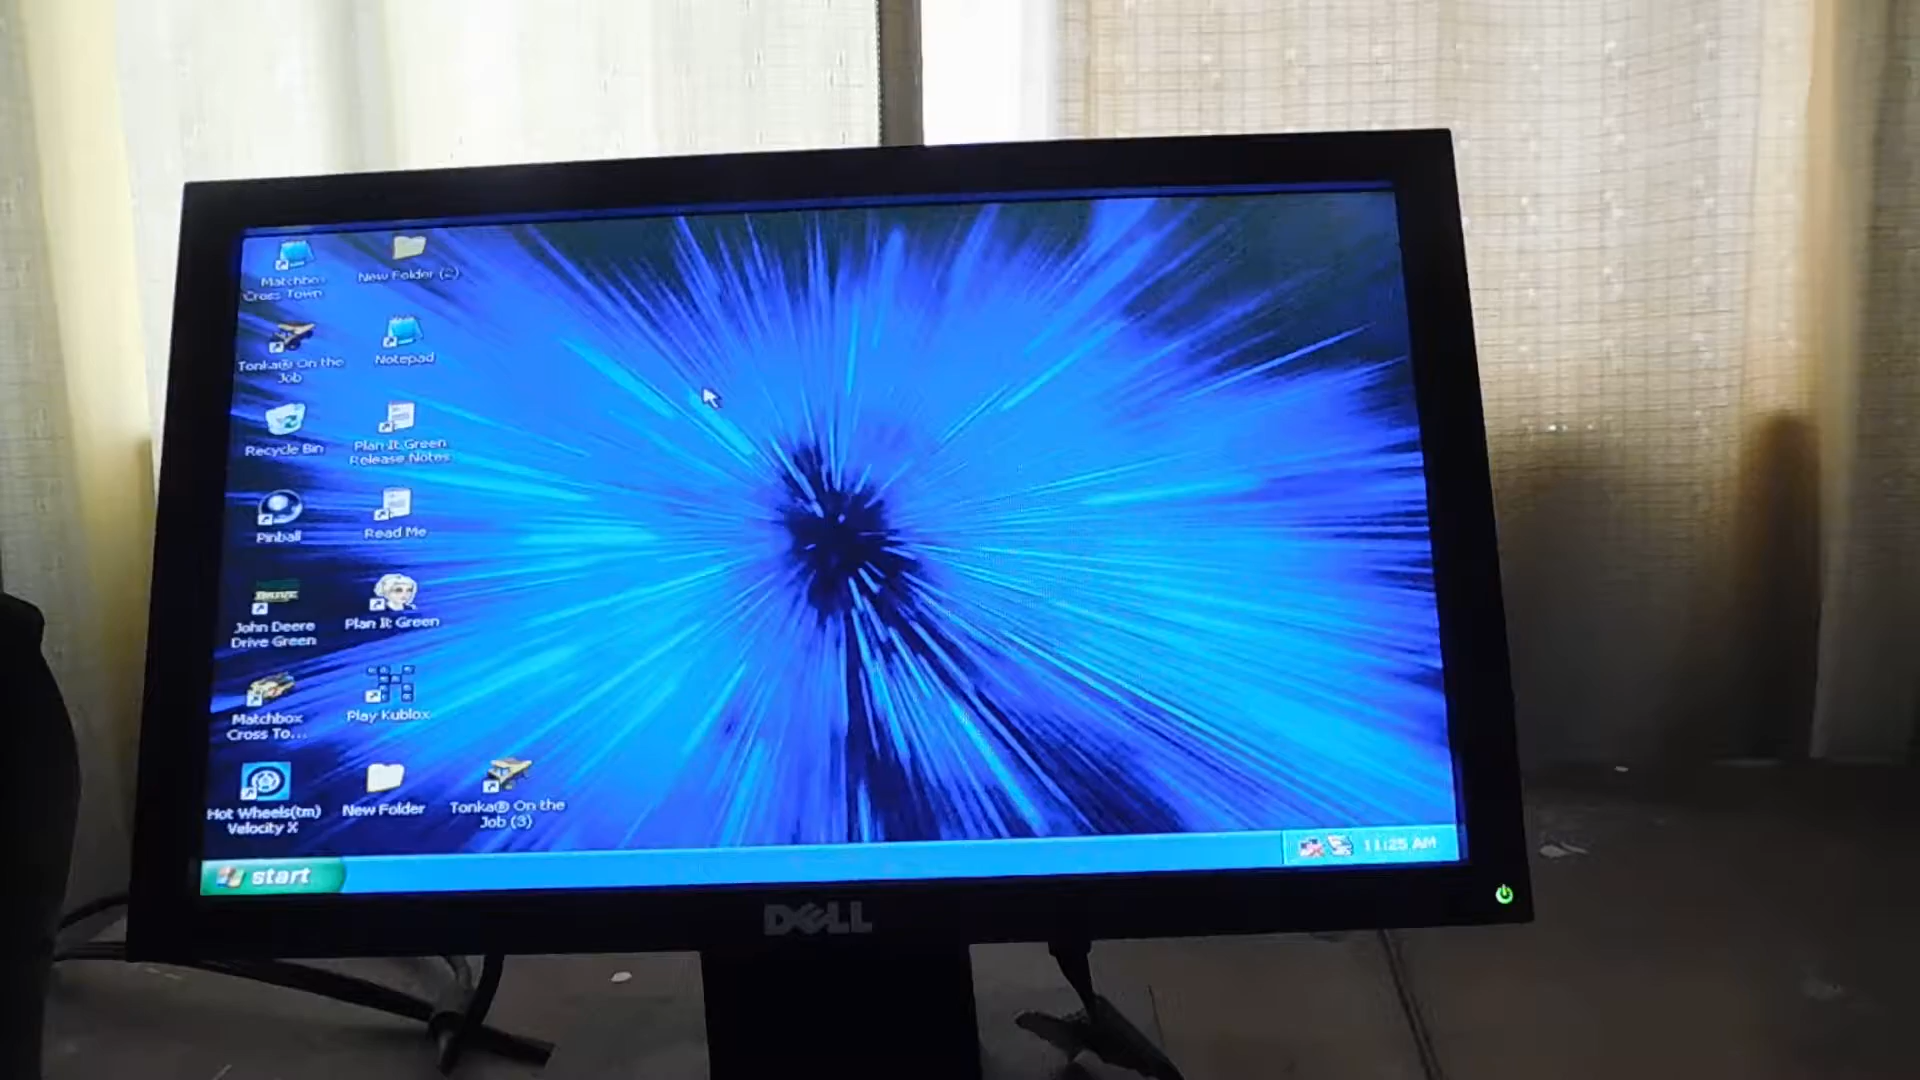 Matchbox
Cross Town
New Folder (2)
Tonka® On the
Job
Notepad
Recycle Bin
Plan It Green
Release Notes
Pinball
Read Me
John Deere
Drive Green
Plan It Green
Matchbox
Cross To...
Play Kublox
Hot Wheels(tm)
Velocity X
New Folder
Tonka® On the
Job (3)
start
11:25 AM
DELL